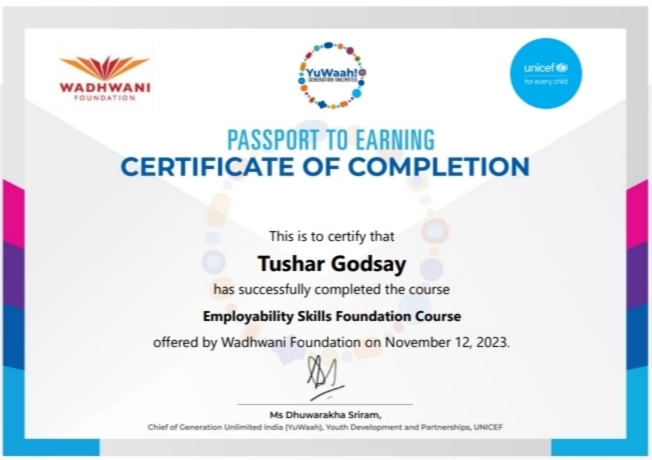 WADHWANI
FOUNDATION
YuWaah!
GENERATION UNLIMITED
unicef
for every child
PASSPORT TO EARNING
CERTIFICATE OF COMPLETION
This is to certify that
Tushar Godsay
has successfully completed the course
Employability Skills Foundation Course
offered by Wadhwani Foundation on November 12, 2023.
Ms Dhuwarakha Sriram,
Chief of Generation Unlimited India (YuWaah), Youth Development and Partnerships, UNICEF